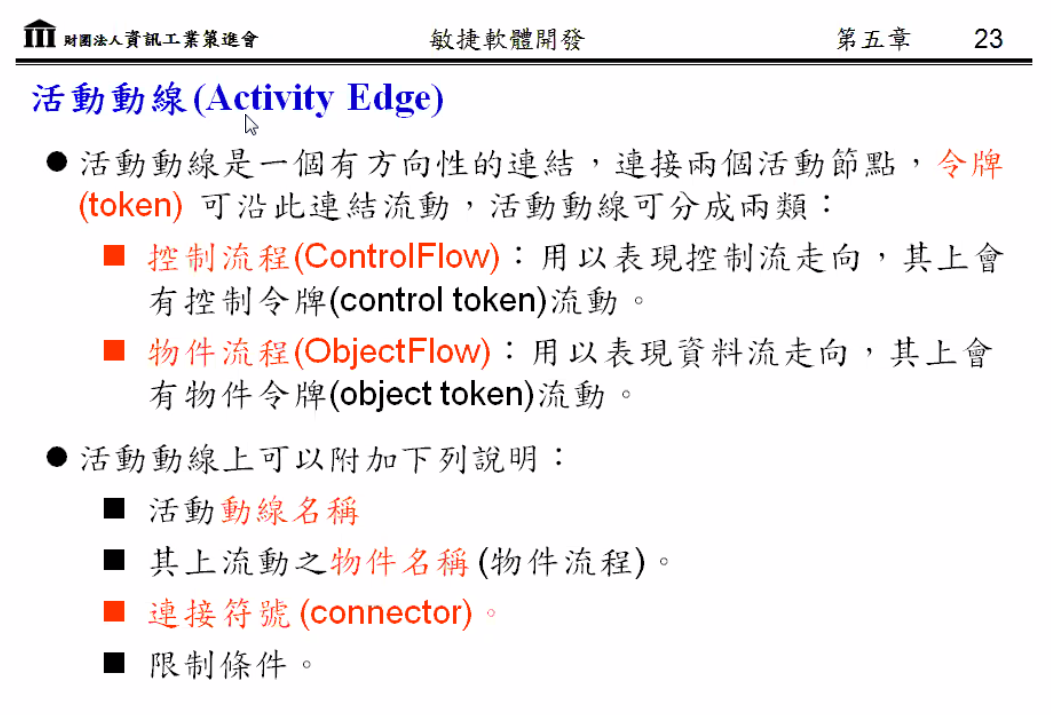 財團法人資訊工業策進會 敏捷軟體開發 第五章 23
活動動線(Activity Edge)
● 活動動線是一個有方向性的連結，連接兩個活動節點，令牌
(token) 可沿此連結流動，活動動線可分成兩類：
■ 控制流程(ControlFlow)：用以表現控制流走向，其上會
有控制令牌(control token)流動。
■ 物件流程(ObjectFlow)：用以表現資料流走向，其上會
有物件令牌(object token)流動。
● 活動動線上可以附加下列說明：
■ 活動動線名稱
■ 其上流動之物件名稱(物件流程)。
■ 連接符號(connector)。
■ 限制條件。